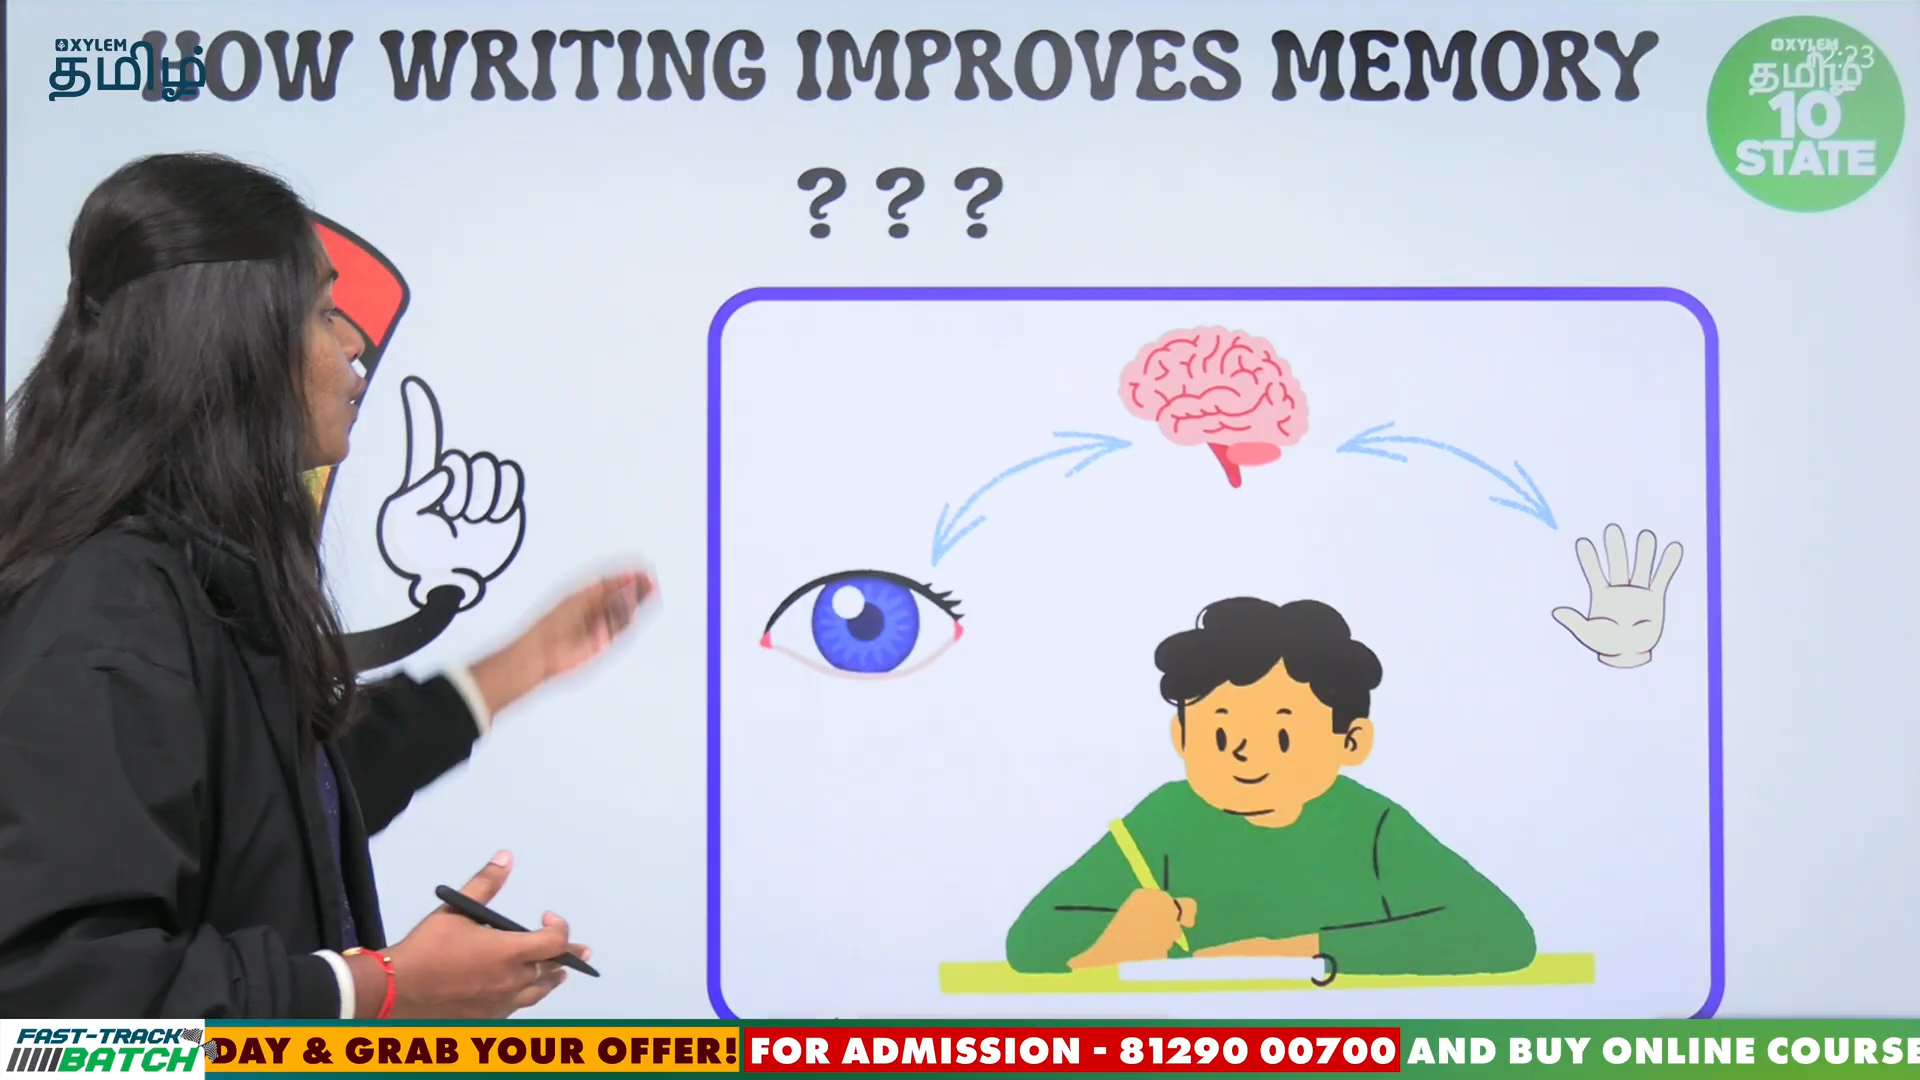 XYLEM
தமிழ்
HOW WRITING IMPROVES MEMORY
? ? ?
XYLEM
தமிழ்
10
STATE
FAST-TRACK
BATCH
DAY & GRAB YOUR OFFER!
FOR ADMISSION - 81290 00700
AND BUY ONLINE COURSE